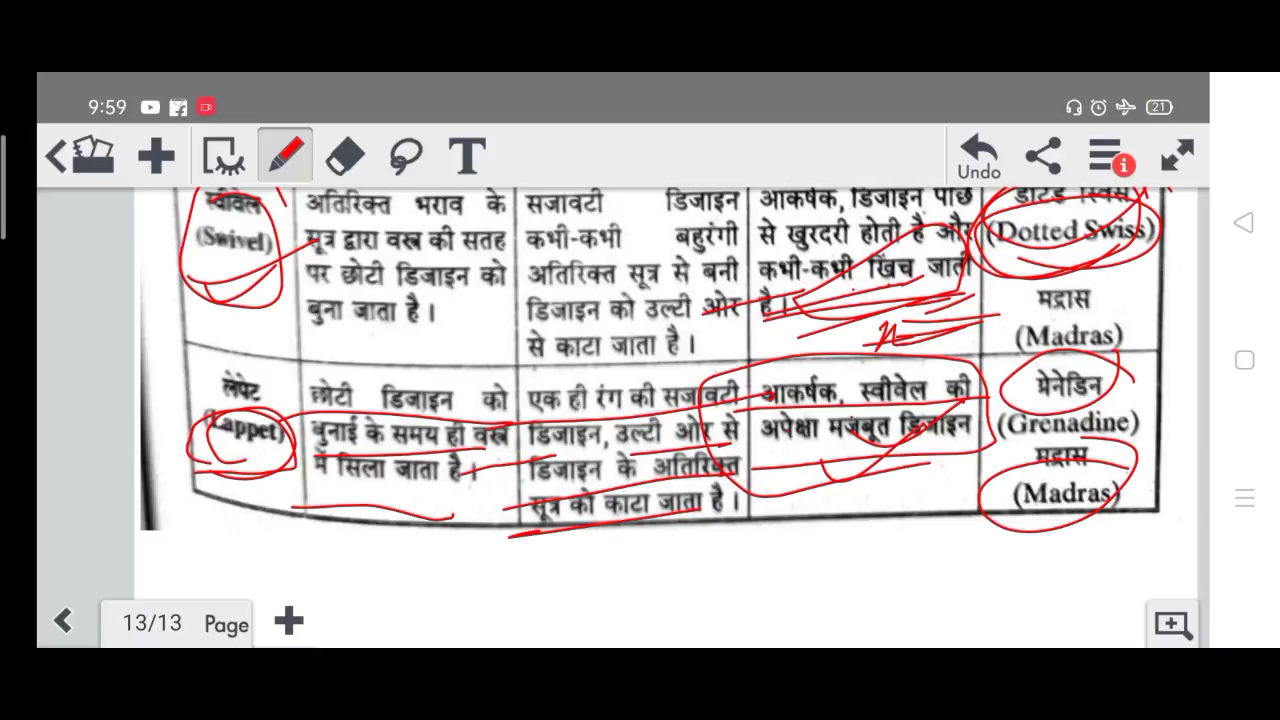 9:59
21
Undo
स्वीवेल
(Swivel)
अतिरिक्त भराव के
सूत्र द्वारा वस्त्र की सतह
पर छोटी डिजाइन को
बुना जाता है।
सजावटी डिजाइन
कभी-कभी बहुरंगी
अतिरिक्त सूत्र से बनी
डिजाइन को उल्टी ओर
से काटा जाता है।
आकर्षक, डिजाइन पीछे
से खुरदरी होती है और
कभी-कभी खिंच जाती
है।
डॉटेड स्विस
(Dotted Swiss)
मद्रास
(Madras)
लेपेट
(Lappet)
छोटी डिजाइन को
बुनाई के समय ही वस्त्र
में सिला जाता है।
एक ही रंग की सजावटी
डिजाइन, उल्टी ओर से
डिजाइन के अतिरिक्त
सूत्र को काटा जाता है।
आकर्षक, स्वीवेल की
अपेक्षा मजबूत डिजाइन
ग्रेनेडिन
(Grenadine)
मद्रास
(Madras)
13/13 Page